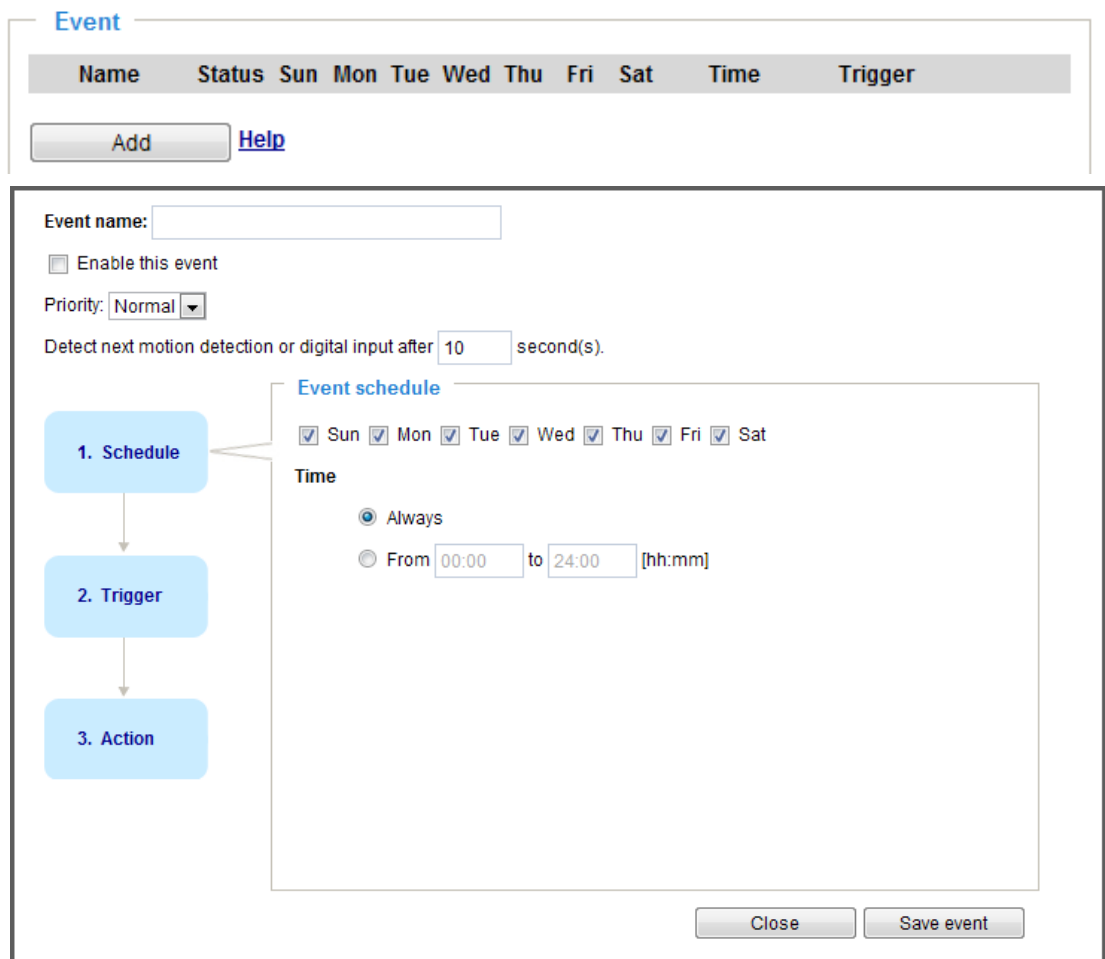 Event
Name Status Sun Mon Tue Wed Thu Fri Sat Time Trigger
Add Help
Event name:
Enable this event
Priority: Normal
Detect next motion detection or digital input after 10 second(s).
Event schedule
Sun Mon Tue Wed Thu Fri Sat
1. Schedule
Time
Always
From 00:00 to 24:00 [hh:mm]
2. Trigger
3. Action
Close Save event